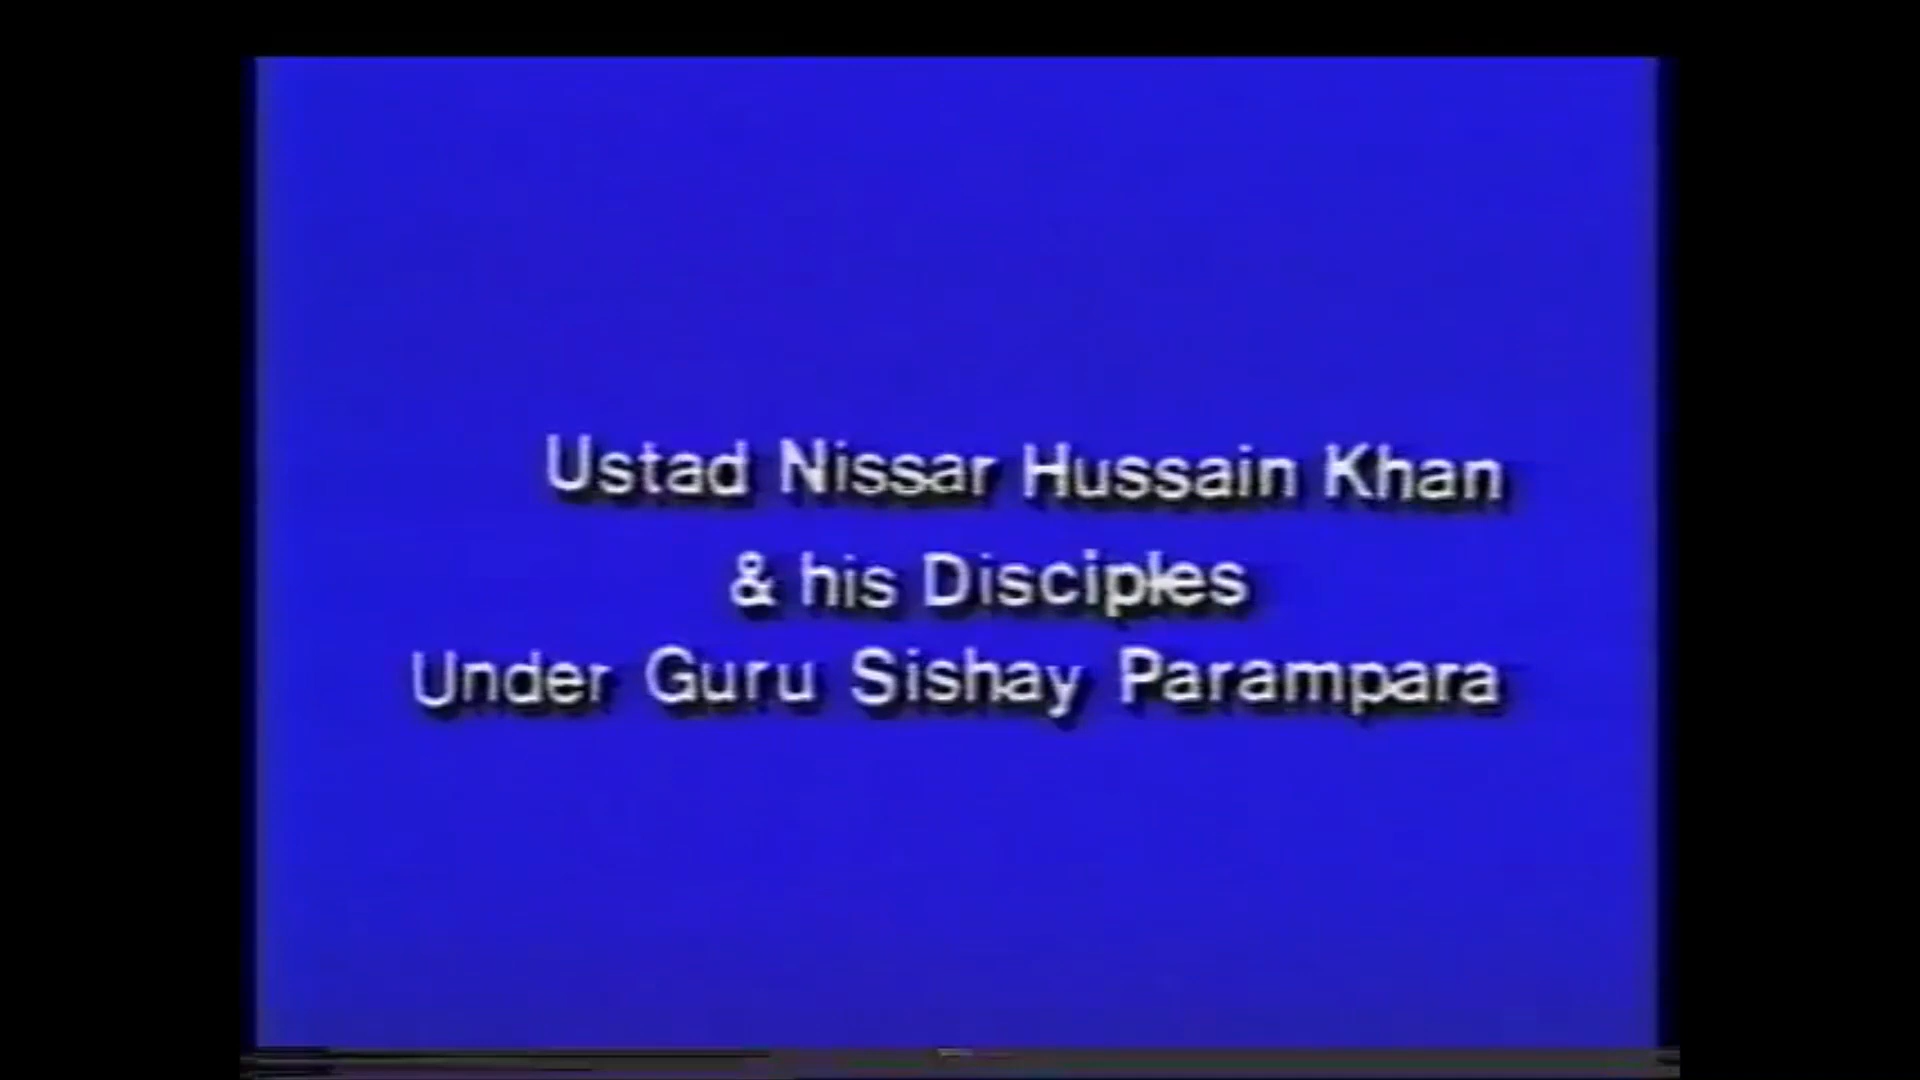 Ustad Nissar Hussain Khan
& his Disciples
Under Guru Sishay Parampara